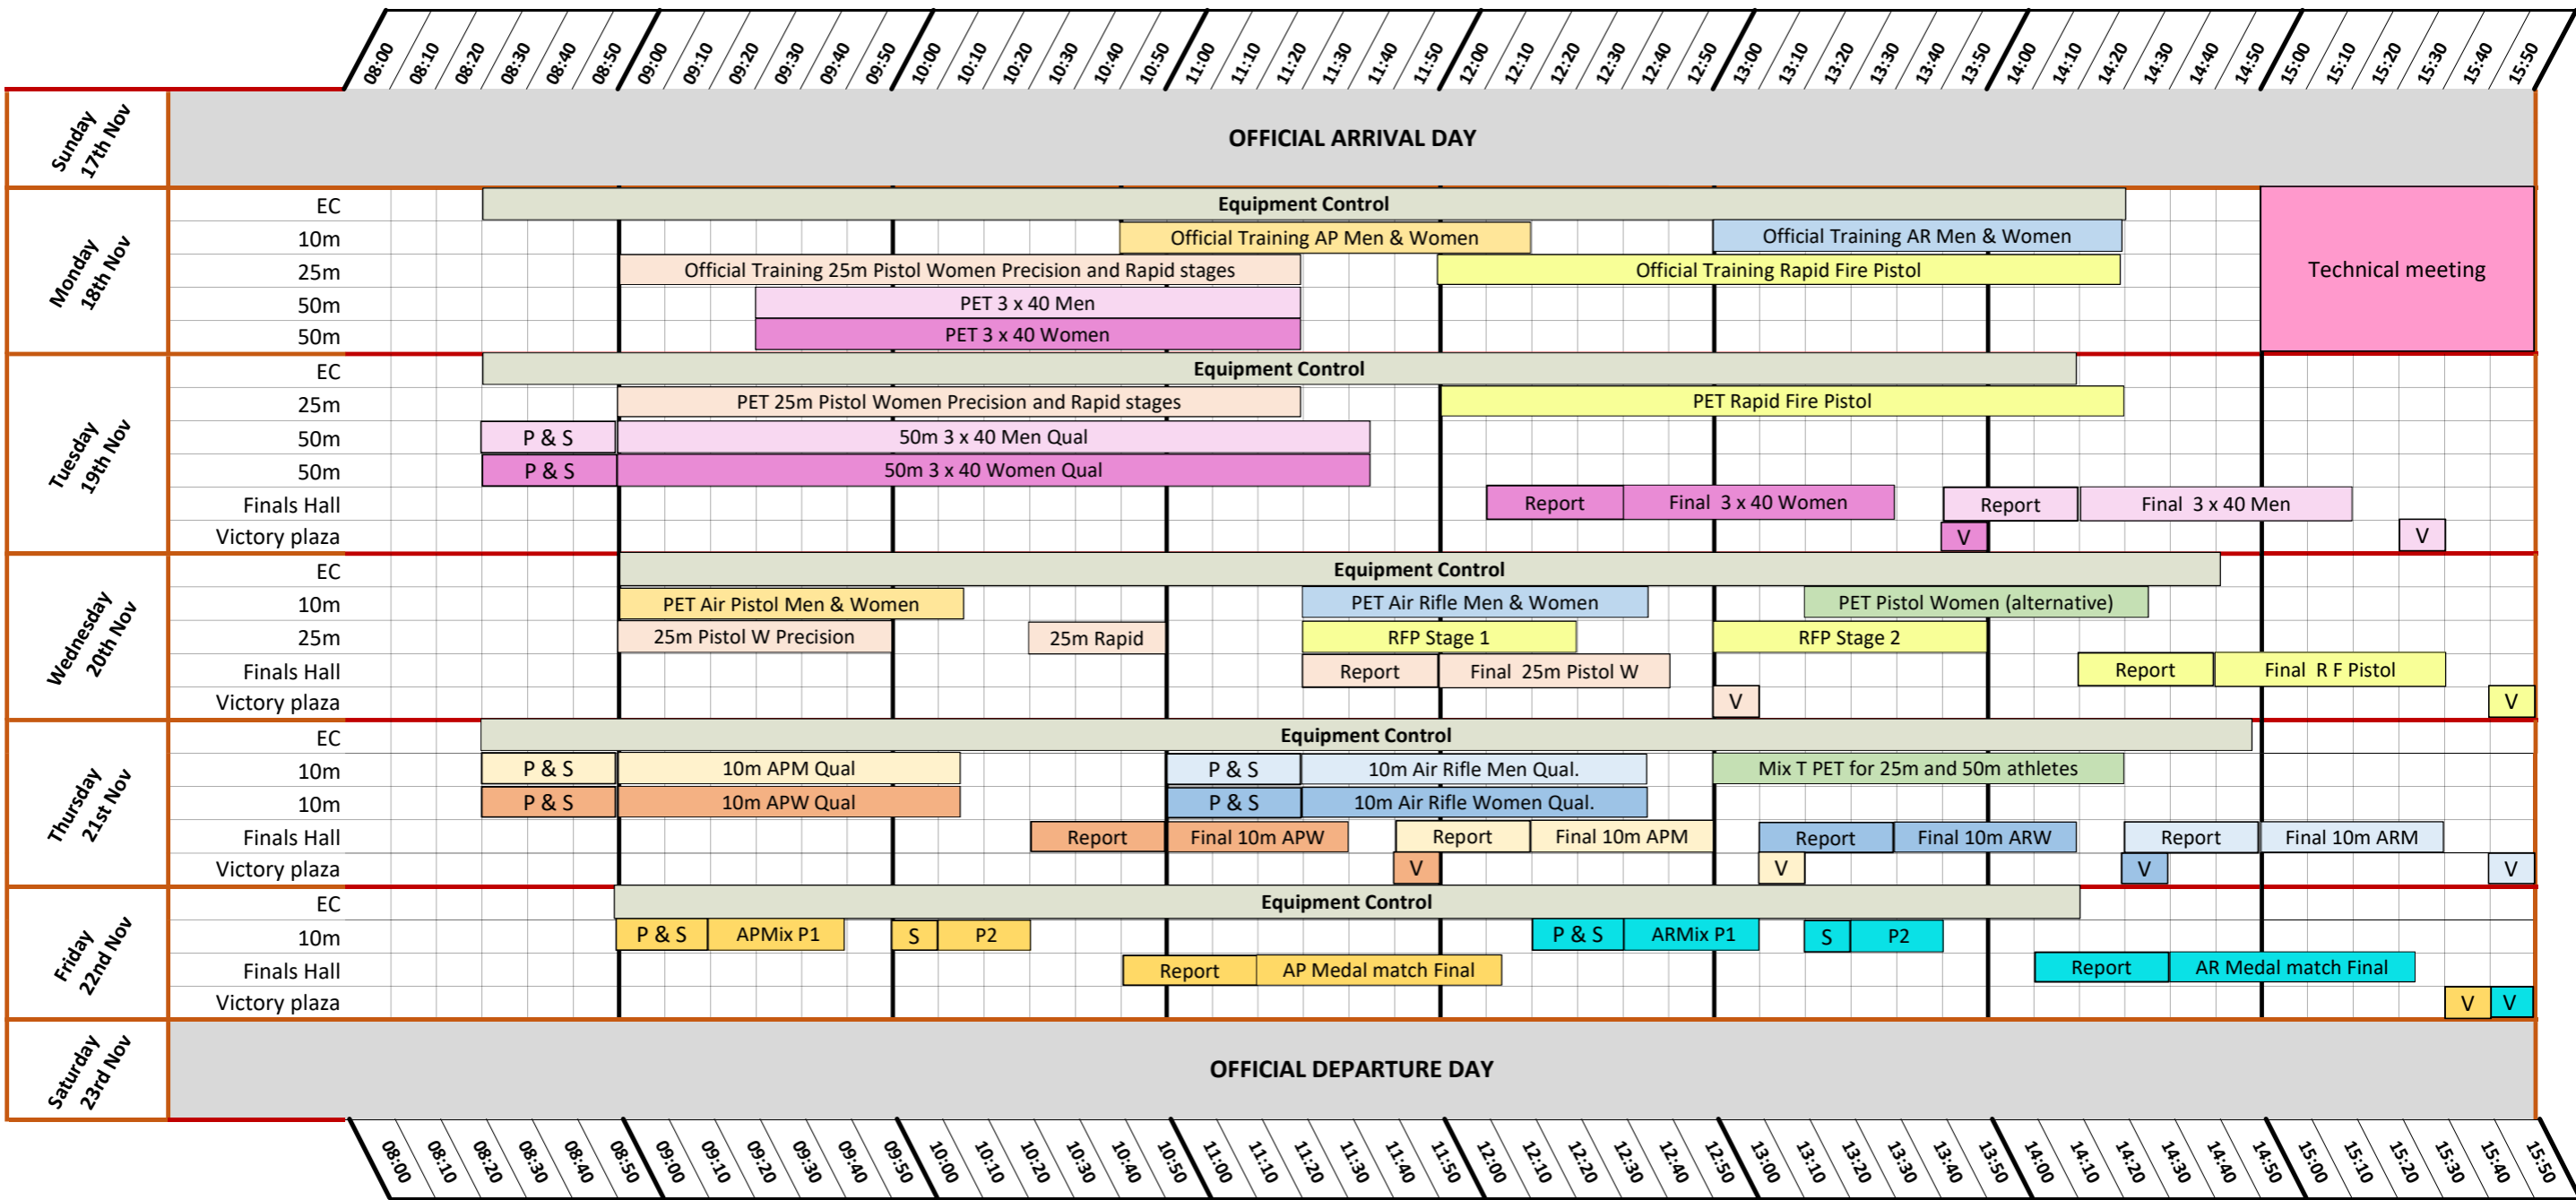 08:00 08:10 08:20 08:30 08:40 08:50 09:00 09:10 09:20 09:30 09:40 09:50 10:00 10:10 10:20 10:30 10:40 10:50 11:00 11:10 11:20 11:30 11:40 11:50 12:00 12:10 12:20 12:30 12:40 12:50 13:00 13:10 13:20 13:30 13:40 13:50 14:00 14:10 14:20 14:30 14:40 14:50 15:00 15:10 15:20 15:30 15:40 15:50
Sunday
17th Nov
OFFICIAL ARRIVAL DAY
Monday
18th Nov
EC Equipment Control
10m Official Training AP Men & Women Official Training AR Men & Women
25m Official Training 25m Pistol Women Precision and Rapid stages Official Training Rapid Fire Pistol
50m PET 3 x 40 Men
50m PET 3 x 40 Women
Technical meeting
Tuesday
19th Nov
EC Equipment Control
25m PET 25m Pistol Women Precision and Rapid stages PET Rapid Fire Pistol
50m P & S 50m 3 x 40 Men Qual
50m P & S 50m 3 x 40 Women Qual
Finals Hall Report Final 3 x 40 Women Report Final 3 x 40 Men
Victory plaza V V
Wednesday
20th Nov
EC Equipment Control
10m PET Air Pistol Men & Women PET Air Rifle Men & Women PET Pistol Women (alternative)
25m 25m Pistol W Precision 25m Rapid RFP Stage 1 RFP Stage 2
Finals Hall Report Final 25m Pistol W Report Final R F Pistol
Victory plaza V V
Thursday
21st Nov
EC Equipment Control
10m P & S 10m APM Qual P & S 10m Air Rifle Men Qual. Mix T PET for 25m and 50m athletes
10m P & S 10m APW Qual P & S 10m Air Rifle Women Qual.
Finals Hall Report Final 10m APW Report Final 10m APM Report Final 10m ARW Report Final 10m ARM
Victory plaza V V V V
Friday
22nd Nov
EC Equipment Control
10m P & S APMix P1 S P2 P & S ARMix P1 S P2
Finals Hall Report AP Medal match Final Report AR Medal match Final
Victory plaza V V
Saturday
23rd Nov
OFFICIAL DEPARTURE DAY
08:00 08:10 08:20 08:30 08:40 08:50 09:00 09:10 09:20 09:30 09:40 09:50 10:00 10:10 10:20 10:30 10:40 10:50 11:00 11:10 11:20 11:30 11:40 11:50 12:00 12:10 12:20 12:30 12:40 12:50 13:00 13:10 13:20 13:30 13:40 13:50 14:00 14:10 14:20 14:30 14:40 14:50 15:00 15:10 15:20 15:30 15:40 15:50